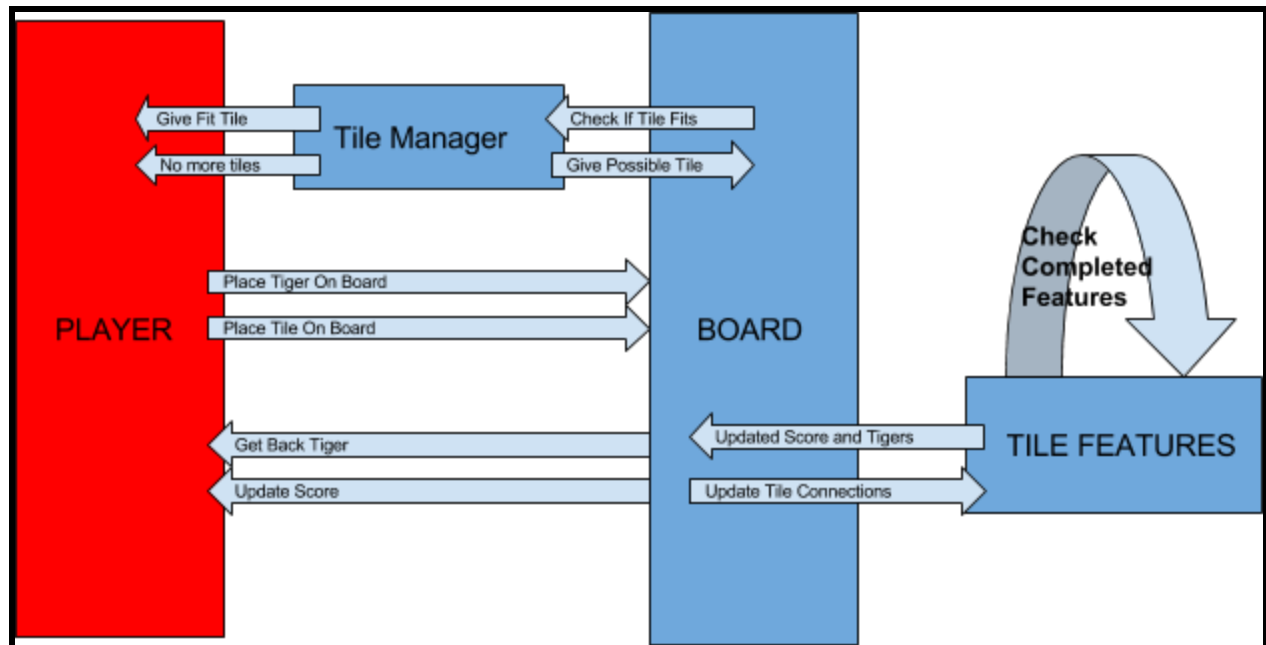 Give Fit Tile
Check If Tile Fits
Tile Manager
No more tiles
Give Possible Tile
Check
Completed
Features
Place Tiger On Board
PLAYER
Place Tile On Board
BOARD
Get Back Tiger
Updated Score and Tigers
TILE FEATURES
Update Score
Update Tile Connections